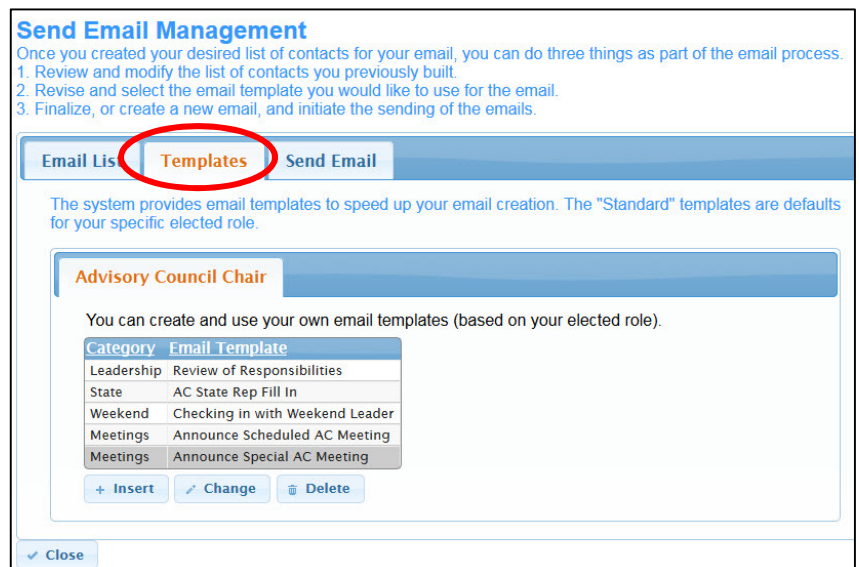 Send Email Management
Once you created your desired list of contacts for your email, you can do three things as part of the email process.
1. Review and modify the list of contacts you previously built.
2. Revise and select the email template you would like to use for the email.
3. Finalize, or create a new email, and initiate the sending of the emails.
Email List Templates Send Email
The system provides email templates to speed up your email creation. The "Standard" templates are defaults
for your specific elected role.
Advisory Council Chair
You can create and use your own email templates (based on your elected role).
Category Email Template
Leadership Review of Responsibilities
State AC State Rep Fill In
Weekend Checking in with Weekend Leader
Meetings Announce Scheduled AC Meeting
Meetings Announce Special AC Meeting
+ Insert Change Delete
Close